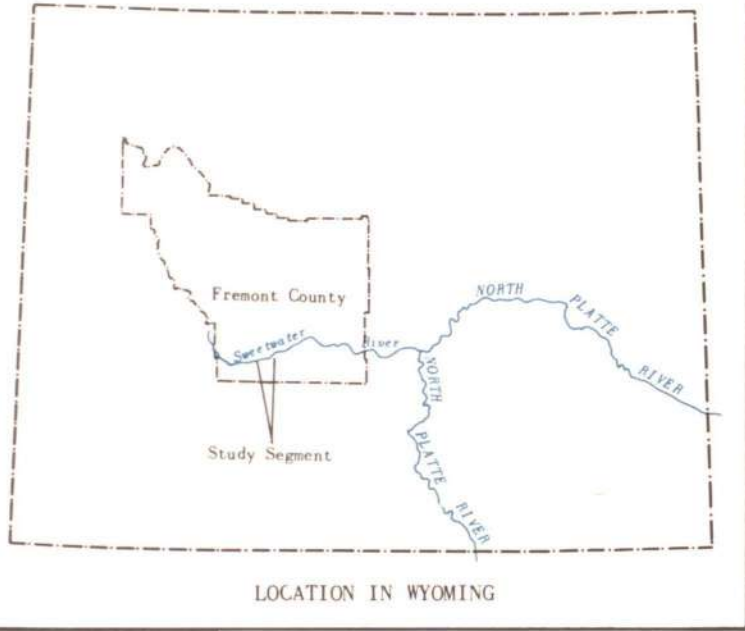 Fremont County
NORTH
PLATTE
RIVER
Sweetwater
River
NORTH
PLATTE
RIVER
Study Segment
LOCATION IN WYOMING